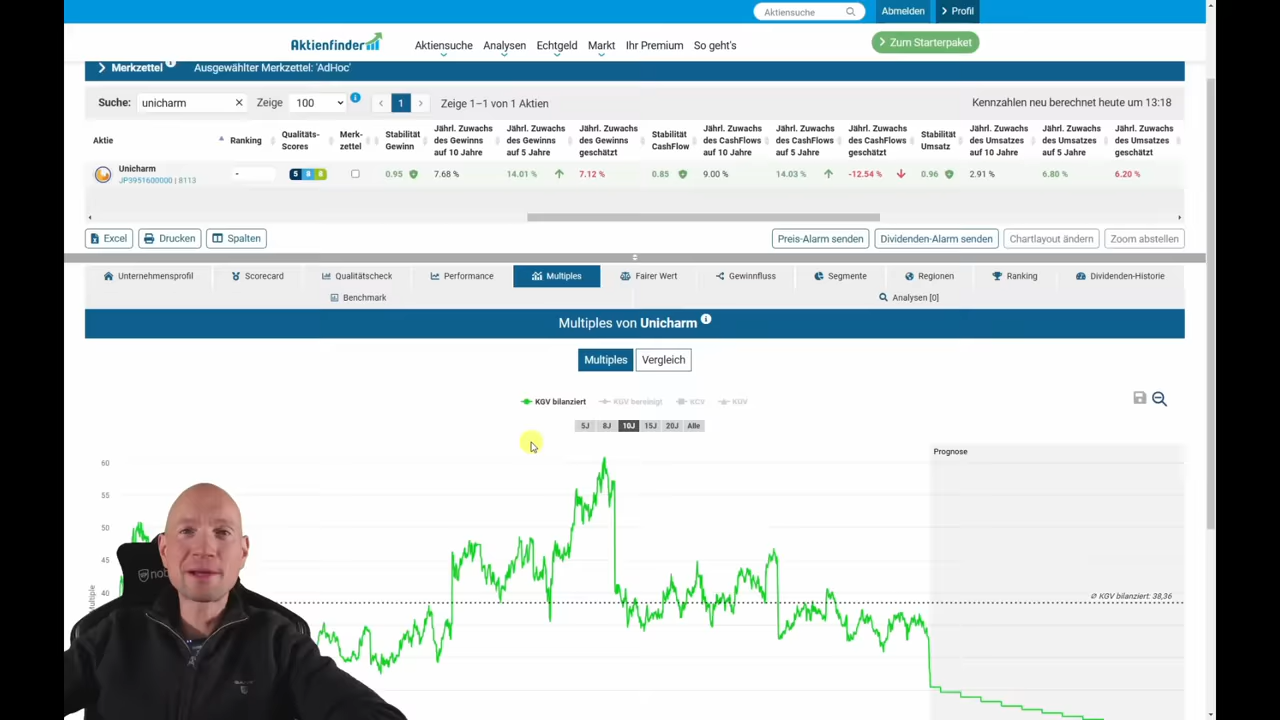 Aktiensuche
Abmelden
Profil
Aktienfinder
Aktiensuche Analysen Echtgeld Markt Ihr Premium So geht's
Zum Starterpaket
Merkzettel Ausgewählter Merkzettel: 'AdHoc'
Suche: unicharm × Zeige 100 1 Zeige 1–1 von 1 Aktien Kennzahlen neu berechnet heute um 13:18
Aktie
Ranking
Qualitäts-
Scores
Merk-
zettel
Stabilität
Gewinn
Jährl. Zuwachs
des Gewinns
auf 10 Jahre
Jährl. Zuwachs
des Gewinns
auf 5 Jahre
Jährl. Zuwachs
des Gewinns
geschätzt
Stabilität
CashFlow
Jährl. Zuwachs
des CashFlows
auf 10 Jahre
Jährl. Zuwachs
des CashFlows
auf 5 Jahre
Jährl. Zuwachs
des CashFlows
geschätzt
Stabilität
Umsatz
Jährl. Zuwachs
des Umsatzes
auf 10 Jahre
Jährl. Zuwachs
des Umsatzes
auf 5 Jahre
Jährl. Zuwachs
des Umsatzes
geschätzt
Unicharm
JP3951600000 | 8113
- 0.95 7.68 % 14.01 % 7.12 % 0.85 9.00 % 14.03 % -12.54 % 0.96 2.91 % 6.80 % 6.20 %
Excel Drucken Spalten Preis-Alarm senden Dividenden-Alarm senden Chartlayout ändern Zoom abstellen
Unternehmensprofil Scorecard Qualitätscheck Performance Multiples Fairer Wert Gewinnfluss Segmente Regionen Ranking Dividenden-Historie
Benchmark Analysen [0]
Multiples von Unicharm
Multiples Vergleich
KGV bilanziert KGV bereinigt KCV KUV
5J 8J 10J 15J 20J Alle
Prognose
60
55
50
45
40
Multiple
Ø KGV bilanziert: 38,36